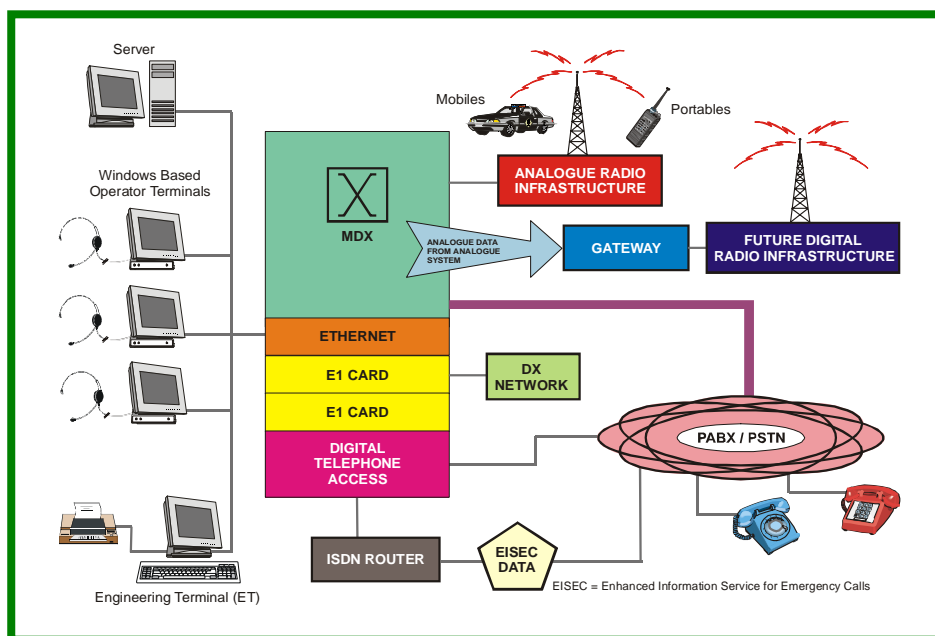 Server
Mobiles
Portables
Windows Based
Operator Terminals
ANALOGUE RADIO
INFRASTRUCTURE
MDX
ANALOGUE DATA
FROM ANALOGUE
SYSTEM
GATEWAY
FUTURE DIGITAL
RADIO INFRASTRUCTURE
ETHERNET
E1 CARD
DX
NETWORK
E1 CARD
DIGITAL
TELEPHONE
ACCESS
PABX / PSTN
ISDN ROUTER
EISEC
DATA
EISEC = Enhanced Information Service for Emergency Calls
Engineering Terminal (ET)